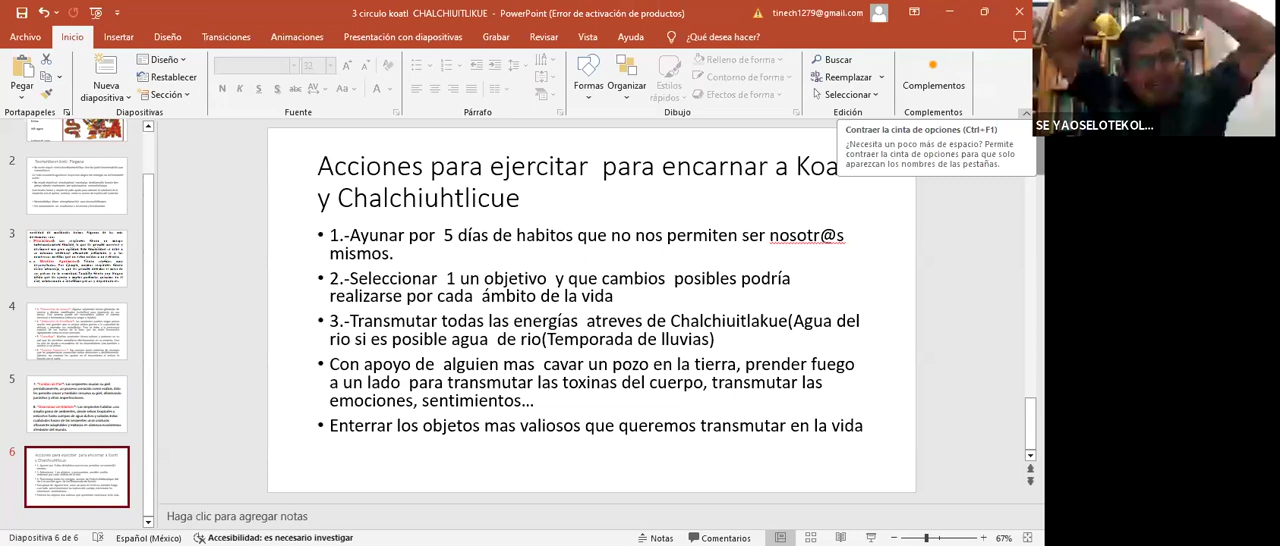 3 circulo koatl  CHALCHIUITLIKUE  -  PowerPoint (Error de activación de productos)
tinech1279@gmail.com
Archivo Inicio Insertar Diseño Transiciones Animaciones Presentación con diapositivas Grabar Revisar Vista Ayuda ¿Qué desea hacer?
Pegar
Nueva diapositiva
Diseño
Restablecer
Sección
N K S abc AV Aa A
Formas
Organizar
Estilos rápidos
Relleno de forma
Contorno de forma
Efectos de forma
Buscar
Reemplazar
Seleccionar
Complementos
Portapapeles Diapositivas Fuente Párrafo Dibujo Edición Complementos
SE YAOSELOTEKOL...
Contraer la cinta de opciones (Ctrl+F1)
¿Necesita un poco más de espacio? Permite
contraer la cinta de opciones para que solo
aparezcan los nombres de las pestañas.
2
3
4
5
6
Acciones para ejercitar  para encarnar a Koa
y Chalchiuhtlicue
• 1.-Ayunar por  5 dias de habitos que no nos permiten er nosotr@s
mismos.
• 2.-Seleccionar  1 un objetivo  y que cambios  posibles podría
realizarse por cada  ámbito de la vida
• 3.-Transmutar todas las energías atreves de Chalchiuitlakue(Agua del
rio si es posible agua  de rio(Temporada de lluvias)
• Con apoyo de  alguien mas  cavar un pozo en la tierra, prender fuego
a un lado  para transmutar las toxinas del cuerpo, transmutar las
emociones, sentimientos...
• Enterrar los objetos mas valiosos que queremos transmutar en la vida
Haga clic para agregar notas
Diapositiva 6 de 6 Español (México) Accesibilidad: es necesario investigar Notas Comentarios 67%